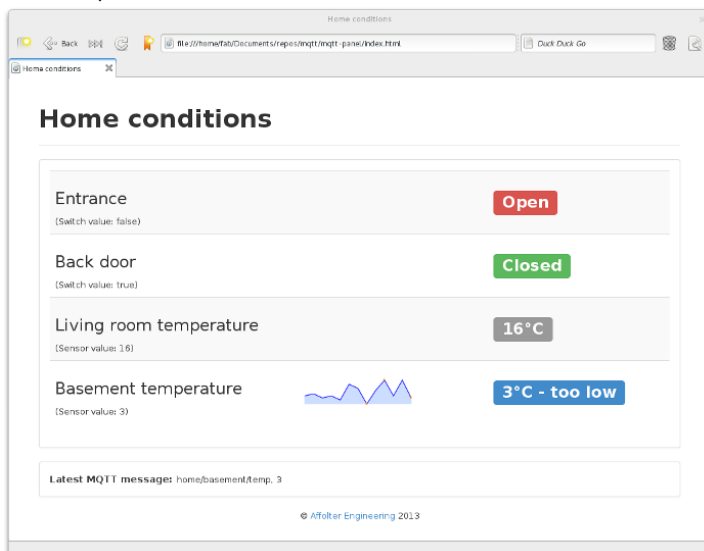 Home conditions
Back
file:///home/fab/Documents/repos/mqtt/mqtt-panel/index.html
Duck Duck Go
Home conditions
Home conditions
Entrance
Open
(Switch value: false)
Back door
Closed
(Switch value: true)
Living room temperature
16°C
(Sensor value: 16)
Basement temperature
3°C - too low
(Sensor value: 3)
Latest MQTT message: home/basement/temp, 3
© Affolter Engineering 2013